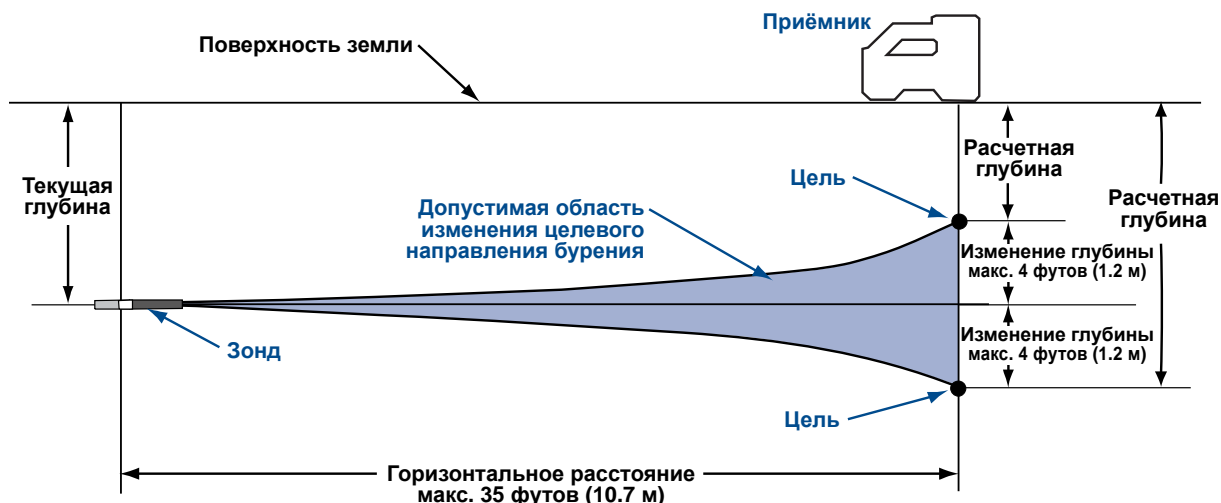 Приёмник
Поверхность земли
Текущая
глубина
Расчетная
глубина
Расчетная
глубина
Цель
Допустимая область
изменения целевого
направления бурения
Изменение глубины
макс. 4 футов (1.2 м)
Изменение глубины
макс. 4 футов (1.2 м)
Зонд
Цель
Горизонтальное расстояние
макс. 35 футов (10.7 м)